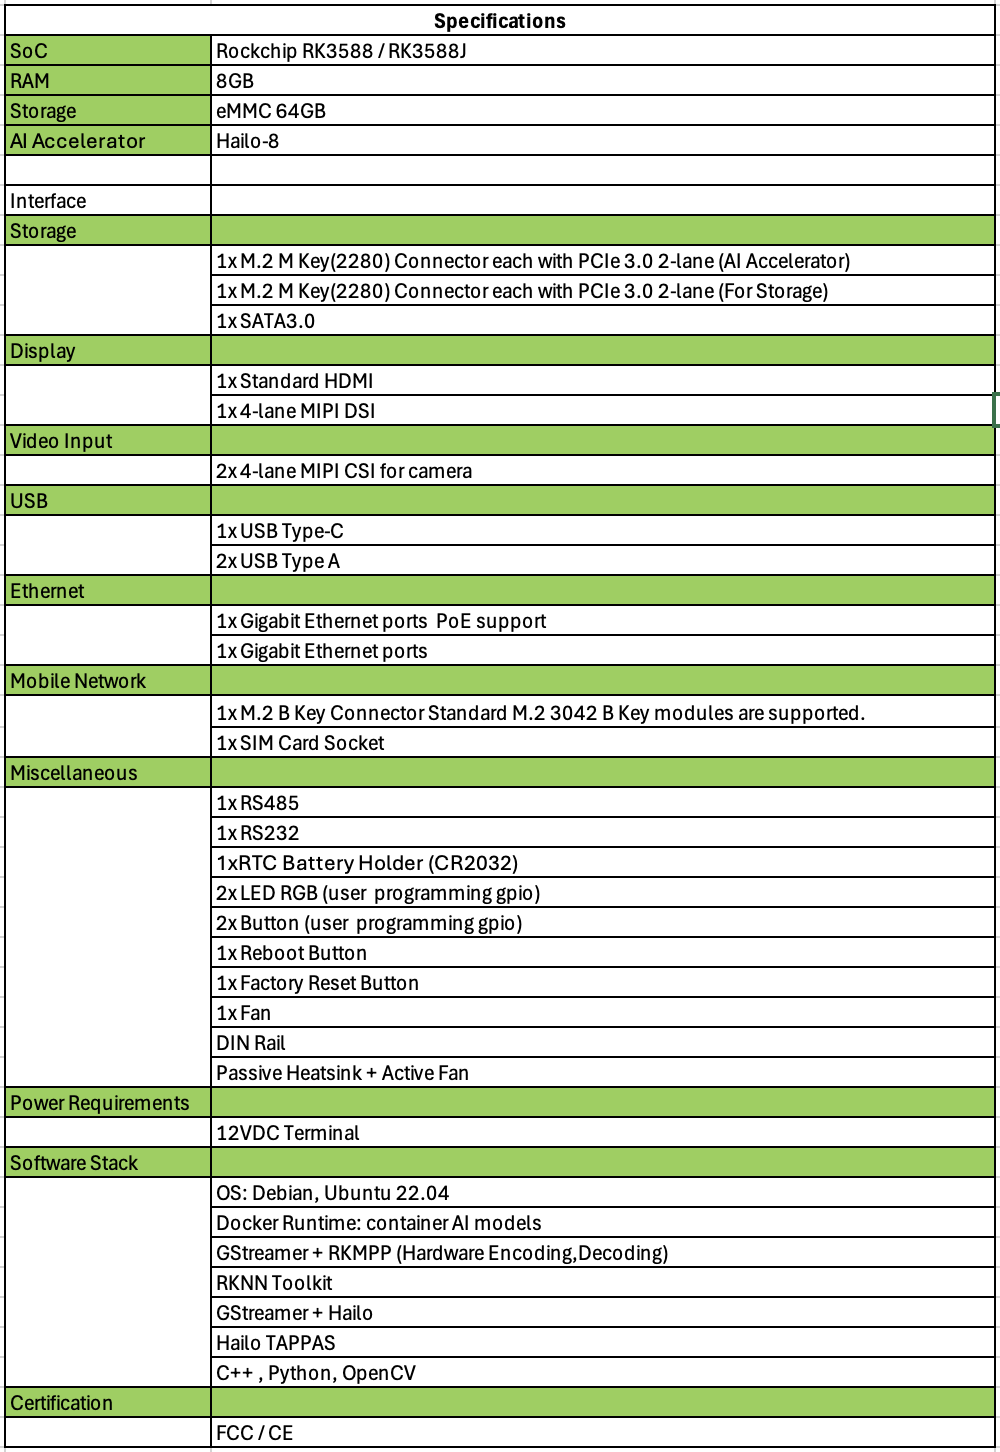 Specifications
SoC Rockchip RK3588 / RK3588J
RAM 8GB
Storage eMMC 64GB
AI Accelerator Hailo-8
Interface
Storage
1x M.2 M Key(2280) Connector each with PCIe 3.0 2-lane (AI Accelerator)
1x M.2 M Key(2280) Connector each with PCIe 3.0 2-lane (For Storage)
1x SATA3.0
Display
1x Standard HDMI
1x 4-lane MIPI DSI
Video Input
2x 4-lane MIPI CSI for camera
USB
1x USB Type-C
2x USB Type A
Ethernet
1x Gigabit Ethernet ports PoE support
1x Gigabit Ethernet ports
Mobile Network
1x M.2 B Key Connector Standard M.2 3042 B Key modules are supported.
1x SIM Card Socket
Miscellaneous
1x RS485
1x RS232
1xRTC Battery Holder (CR2032)
2x LED RGB (user programming gpio)
2x Button (user programming gpio)
1x Reboot Button
1x Factory Reset Button
1x Fan
DIN Rail
Passive Heatsink + Active Fan
Power Requirements
12VDC Terminal
Software Stack
OS: Debian, Ubuntu 22.04
Docker Runtime: container AI models
GStreamer + RKMPP (Hardware Encoding,Decoding)
RKNN Toolkit
GStreamer + Hailo
Hailo TAPPAS
C++ , Python, OpenCV
Certification
FCC / CE